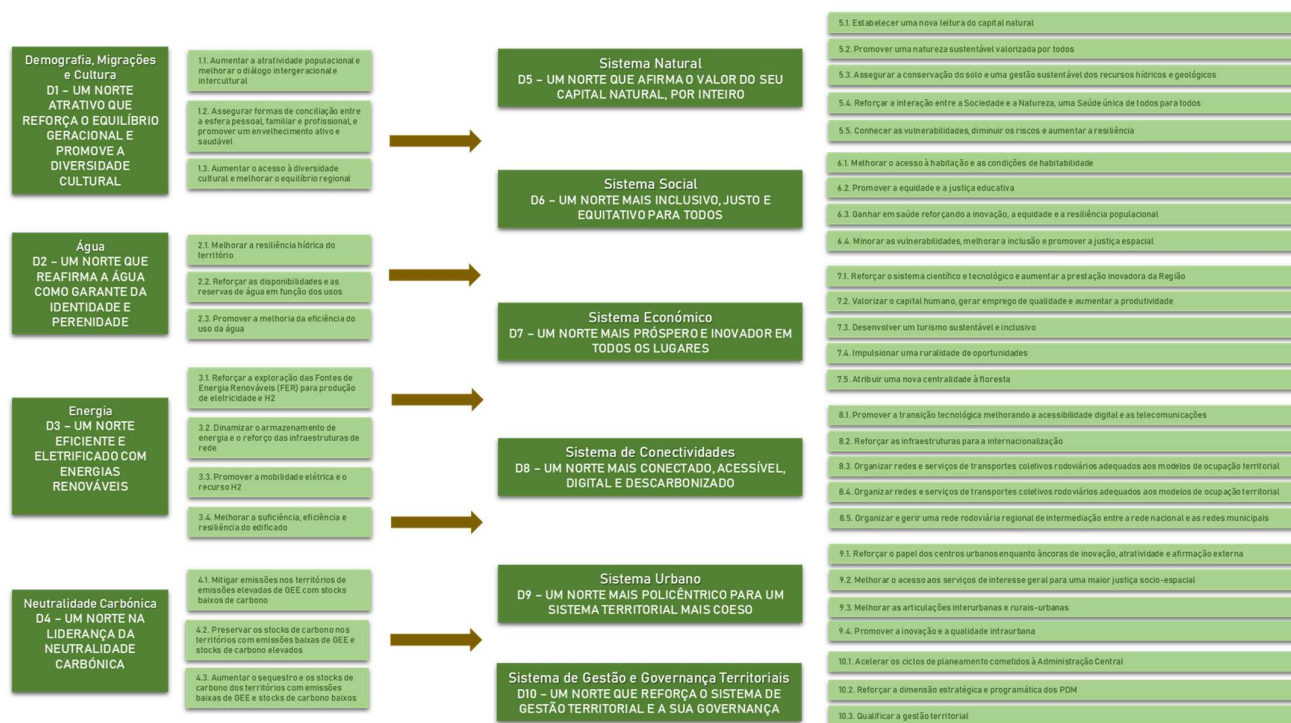 Demografia, Migrações
e Cultura
D1 – UM NORTE
ATRATIVO QUE
REFORÇA O EQUILÍBRIO
GERACIONAL E
PROMOVE A
DIVERSIDADE
CULTURAL
1.1. Aumentar a atratividade populacional e
melhorar o diálogo intergeracional e
intercultural
1.2. Assegurar formas de conciliação entre
a esfera pessoal, familiar e profissional, e
promover um envelhecimento ativo e
saudável
1.3. Aumentar o acesso à diversidade
cultural e melhorar o equilíbrio regional
Água
D2 – UM NORTE QUE
REAFIRMA A ÁGUA
COMO GARANTE DA
IDENTIDADE E
PERENIDADE
2.1. Melhorar a resiliência hídrica do
território
2.2. Reforçar as disponibilidades e as
reservas de água em função dos usos
2.3. Promover a melhoria da eficiência do
uso da água
Energia
D3 – UM NORTE
EFICIENTE E
ELETRIFICADO COM
ENERGIAS
RENOVÁVEIS
3.1. Reforçar a exploração das Fontes de
Energia Renováveis (FER) para produção
de eletricidade e H2
3.2. Dinamizar o armazenamento de
energia e o reforço das infraestruturas de
rede
3.3. Promover a mobilidade elétrica e o
recurso H2
3.4. Melhorar a suficiência, eficiência e
resiliência do edificado
Neutralidade Carbónica
D4 – UM NORTE NA
LIDERANÇA DA
NEUTRALIDADE
CARBÓNICA
4.1. Mitigar emissões nos territórios de
emissões elevadas de GEE com stocks
baixos de carbono
4.2. Preservar os stocks de carbono nos
territórios com emissões baixas de GEE e
stocks de carbono elevados
4.3. Aumentar o sequestro e os stocks de
carbono dos territórios com emissões
baixas de GEE e stocks de carbono baixos
Sistema Natural
D5 – UM NORTE QUE AFIRMA O VALOR DO SEU
CAPITAL NATURAL, POR INTEIRO
5.1. Estabelecer uma nova leitura do capital natural
5.2. Promover uma natureza sustentável valorizada por todos
5.3. Assegurar a conservação do solo e uma gestão sustentável dos recursos hídricos e geológicos
5.4. Reforçar a interação entre a Sociedade e a Natureza, uma Saúde única de todos para todos
5.5. Conhecer as vulnerabilidades, diminuir os riscos e aumentar a resiliência
Sistema Social
D6 – UM NORTE MAIS INCLUSIVO, JUSTO E
EQUITATIVO PARA TODOS
6.1. Melhorar o acesso à habitação e as condições de habitabilidade
6.2. Promover a equidade e a justiça educativa
6.3. Ganhar em saúde reforçando a inovação, a equidade e a resiliência populacional
6.4. Minorar as vulnerabilidades, melhorar a inclusão e promover a justiça espacial
Sistema Económico
D7 – UM NORTE MAIS PRÓSPERO E INOVADOR EM
TODOS OS LUGARES
7.1. Reforçar o sistema científico e tecnológico e aumentar a prestação inovadora da Região
7.2. Valorizar o capital humano, gerar emprego de qualidade e aumentar a produtividade
7.3. Desenvolver um turismo sustentável e inclusivo
7.4. Impulsionar uma ruralidade de oportunidades
7.5. Atribuir uma nova centralidade à floresta
Sistema de Conectividades
D8 – UM NORTE MAIS CONECTADO, ACESSÍVEL,
DIGITAL E DESCARBONIZADO
8.1. Promover a transição tecnológica melhorando a acessibilidade digital e as telecomunicações
8.2. Reforçar as infraestruturas para a internacionalização
8.3. Organizar redes e serviços de transportes coletivos rodoviários adequados aos modelos de ocupação territorial
8.4. Organizar redes e serviços de transportes coletivos rodoviários adequados aos modelos de ocupação territorial
8.5. Organizar e gerir uma rede rodoviária regional de intermediação entre a rede nacional e as redes municipais
Sistema Urbano
D9 – UM NORTE MAIS POLICÊNTRICO PARA UM
SISTEMA TERRITORIAL MAIS COESO
9.1. Reforçar o papel dos centros urbanos enquanto âncoras de inovação, atratividade e afirmação externa
9.2. Melhorar o acesso aos serviços de interesse geral para uma maior justiça socio-espacial
9.3. Melhorar as articulações interurbanas e rurais-urbanas
9.4. Promover a inovação e a qualidade intraurbana
Sistema de Gestão e Governança Territoriais
D10 – UM NORTE QUE REFORÇA O SISTEMA DE
GESTÃO TERRITORIAL E A SUA GOVERNANÇA
10.1. Acelerar os ciclos de planeamento cometidos à Administração Central
10.2. Reforçar a dimensão estratégica e programática dos PDM
10.3. Qualificar a gestão territorial